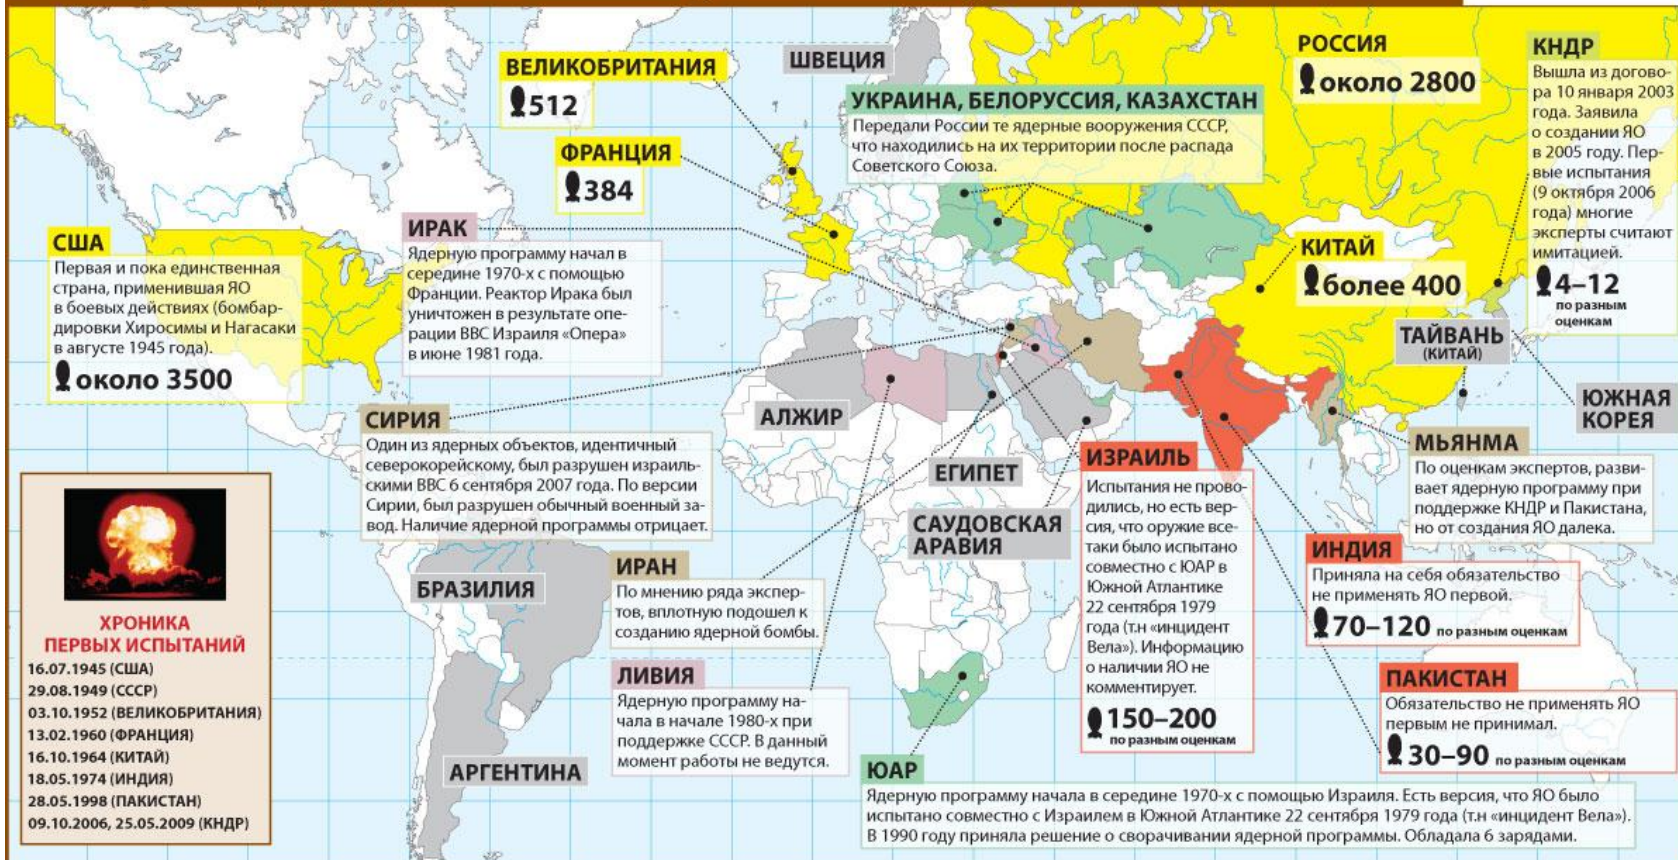 ВЕЛИКОБРИТАНИЯ
512
ФРАНЦИЯ
384
США
Первая и пока единственная
страна, применившая ЯО
в боевых действиях (бомбар-
дировки Хиросимы и Нагасаки
в августе 1945 года).
около 3500
ИРАК
Ядерную программу начал в
середине 1970-х с помощью
Франции. Реактор Ирака был
уничтожен в результате опе-
рации ВВС Израиля «Опера»
в июне 1981 года.
ШВЕЦИЯ
УКРАИНА, БЕЛОРУССИЯ, КАЗАХСТАН
Передали России те ядерные вооружения СССР,
что находились на их территории после распада
Советского Союза.
РОССИЯ
около 2800
КНДР
Вышла из догово-
ра 10 января 2003
года. Заявила
о создании ЯО
в 2005 году. Пер-
вые испытания
(9 октября 2006
года) многие
эксперты считают
имитацией.
4–12
по разным
оценкам
КИТАЙ
более 400
ТАЙВАНЬ
(КИТАЙ)
ЮЖНАЯ
КОРЕЯ
СИРИЯ
Один из ядерных объектов, идентичный
северокорейскому, был разрушен израиль-
скими ВВС 6 сентября 2007 года. По версии
Сирии, был разрушен обычный военный за-
вод. Наличие ядерной программы отрицает.
АЛЖИР
ЕГИПЕТ
САУДОВСКАЯ
АРАВИЯ
ИЗРАИЛЬ
Испытания не прово-
дились, но есть вер-
сия, что оружие все-
таки было испытано
совместно с ЮАР в
Южной Атлантике
22 сентября 1979
года (т.н «инцидент
Вела»). Информацию
о наличии ЯО не
комментирует.
150–200
по разным оценкам
МЬЯНМА
По оценкам экспертов, разви-
вает ядерную программу при
поддержке КНДР и Пакистана,
но от создания ЯО далека.
ИНДИЯ
Приняла на себя обязательство
не применять ЯО первой.
70–120 по разным оценкам
ПАКИСТАН
Обязательство не применять ЯО
первым не принимал.
30–90 по разным оценкам
БРАЗИЛИЯ
ИРАН
По мнению ряда экспер-
тов, вплотную подошел к
созданию ядерной бомбы.
ЛИВИЯ
Ядерную программу на-
чала в начале 1980-х при
поддержке СССР. В данный
момент работы не ведутся.
АРГЕНТИНА
ЮАР
Ядерную программу начала в середине 1970-х с помощью Израиля. Есть версия, что ЯО было
испытано совместно с Израилем в Южной Атлантике 22 сентября 1979 года (т.н «инцидент Вела»).
В 1990 году приняла решение о сворачивании ядерной программы. Обладала 6 зарядами.
ХРОНИКА
ПЕРВЫХ ИСПЫТАНИЙ
16.07.1945 (США)
29.08.1949 (СССР)
03.10.1952 (ВЕЛИКОБРИТАНИЯ)
13.02.1960 (ФРАНЦИЯ)
16.10.1964 (КИТАЙ)
18.05.1974 (ИНДИЯ)
28.05.1998 (ПАКИСТАН)
09.10.2006, 25.05.2009 (КНДР)